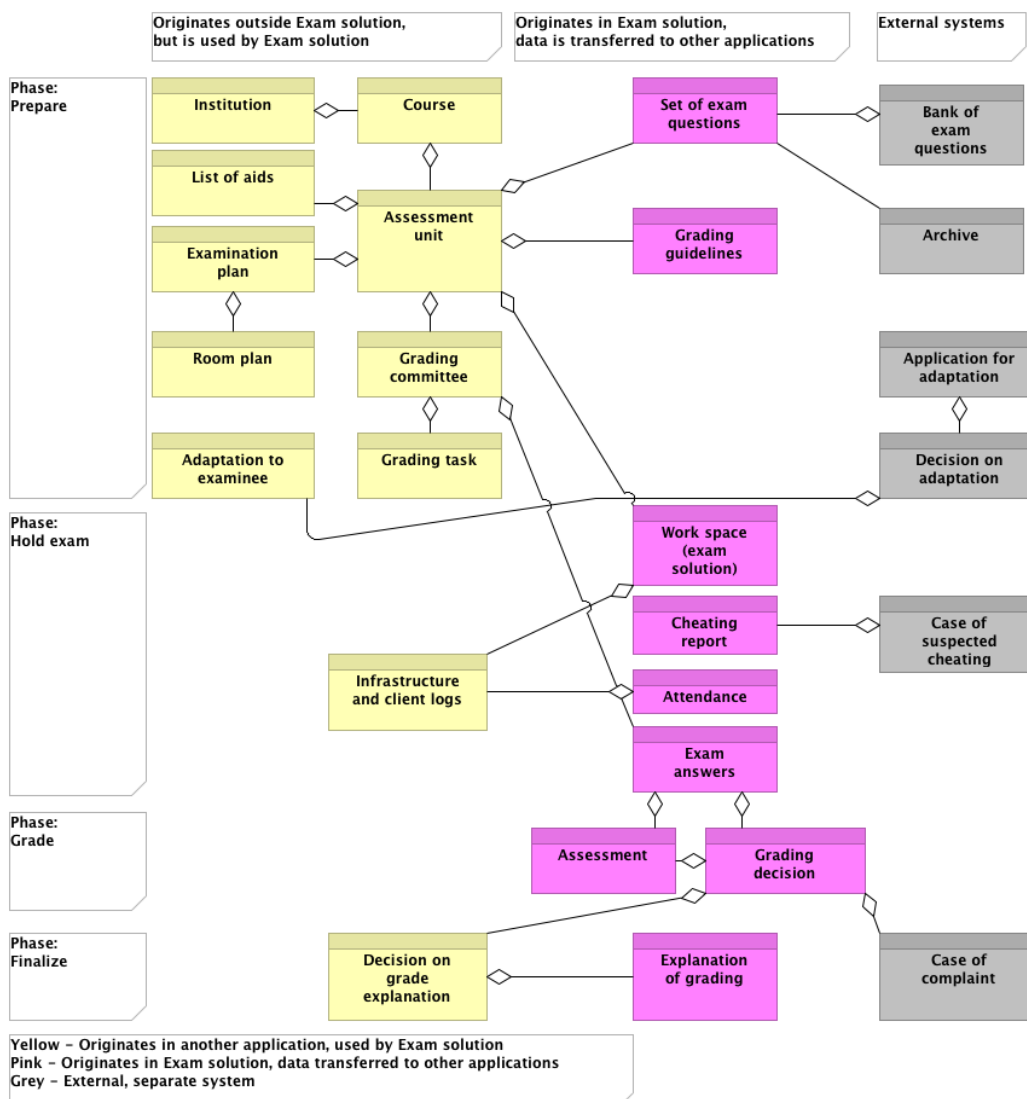 Originates outside Exam solution,
but is used by Exam solution
Originates in Exam solution,
data is transferred to other applications
External systems
Phase:
Prepare
Institution
Course
Set of exam
questions
Bank of
exam
questions
List of aids
Assessment
unit
Grading
guidelines
Archive
Examination
plan
Room plan
Grading
committee
Application for
adaptation
Adaptation to
examinee
Grading task
Decision on
adaptation
Phase:
Hold exam
Work space
(exam
solution)
Cheating
report
Case of
suspected
cheating
Infrastructure
and client logs
Attendance
Exam
answers
Phase:
Grade
Assessment
Grading
decision
Phase:
Finalize
Decision on
grade
explanation
Explanation
of grading
Case of
complaint
Yellow – Originates in another application, used by Exam solution
Pink – Originates in Exam solution, data transferred to other applications
Grey – External, separate system